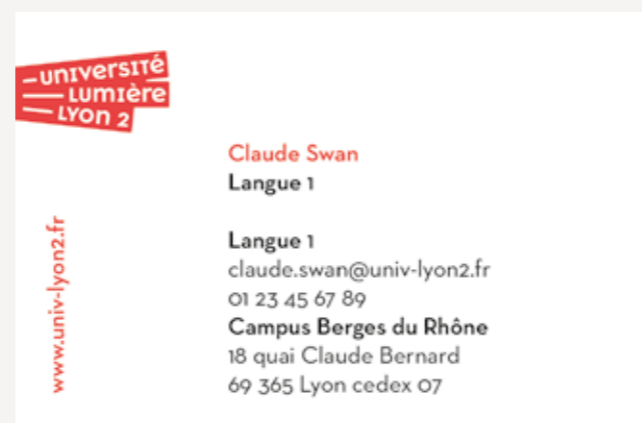 université
Lumière
Lyon 2
Claude Swan
Langue 1
Langue 1
claude.swan@univ-lyon2.fr
01 23 45 67 89
Campus Berges du Rhône
18 quai Claude Bernard
69 365 Lyon cedex 07
www.univ-lyon2.fr